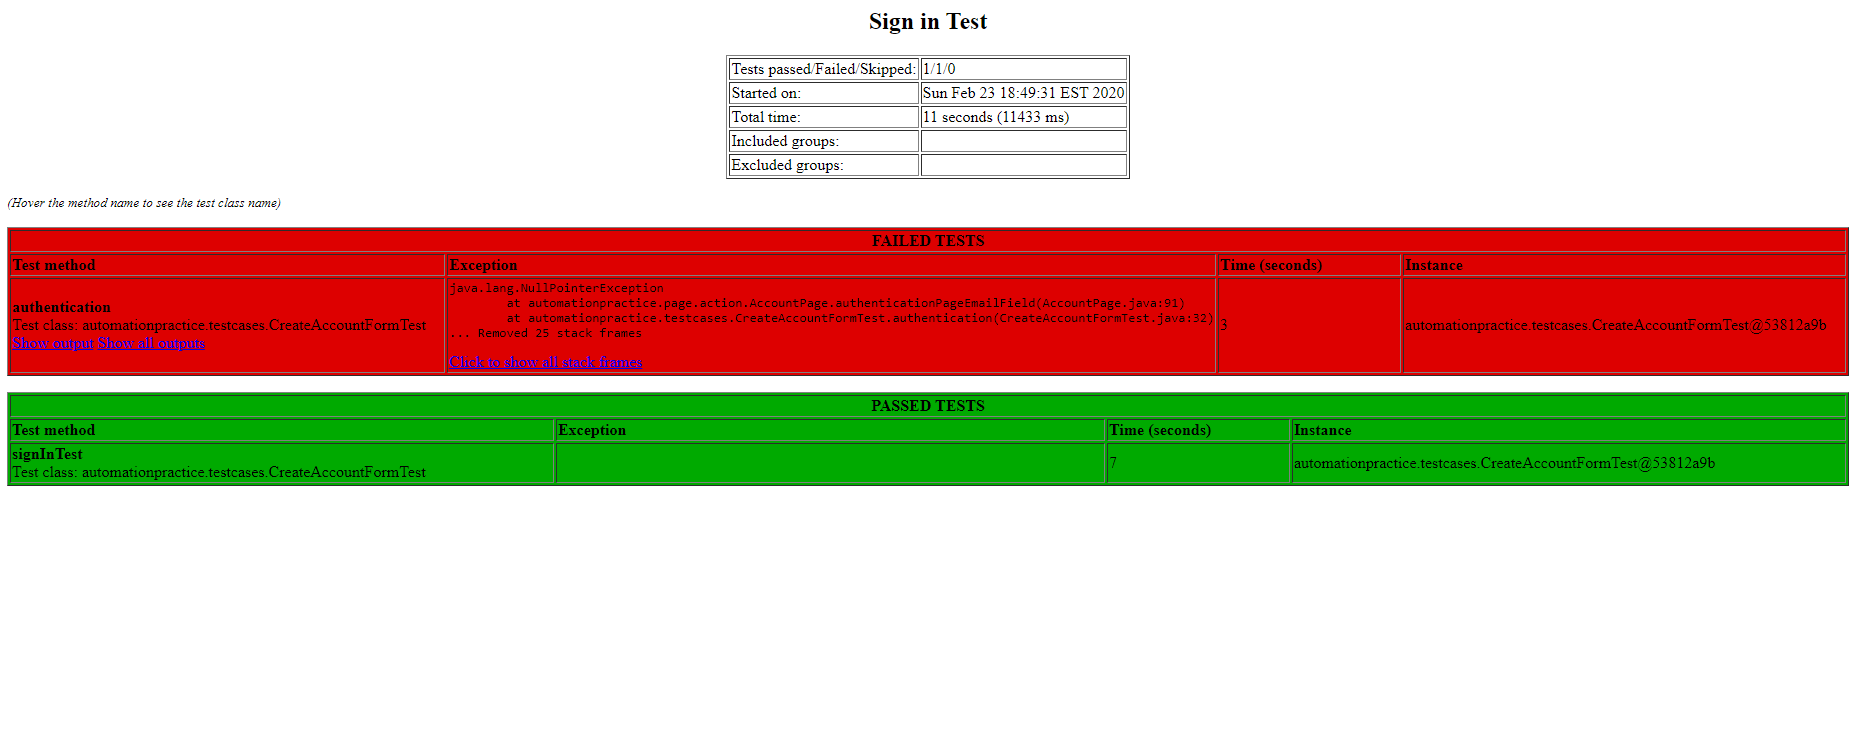 Sign in Test
Tests passed/Failed/Skipped: 1/1/0
Started on: Sun Feb 23 18:49:31 EST 2020
Total time: 11 seconds (11433 ms)
Included groups:
Excluded groups:
(Hover the method name to see the test class name)
FAILED TESTS
Test method Exception Time (seconds) Instance
authentication
Test class: automationpractice.testcases.CreateAccountFormTest
Show output Show all outputs
java.lang.NullPointerException
at automationpractice.page.action.AccountPage.authenticationPageEmailField(AccountPage.java:91)
at automationpractice.testcases.CreateAccountFormTest.authentication(CreateAccountFormTest.java:32)
... Removed 25 stack frames
Click to show all stack frames
3
automationpractice.testcases.CreateAccountFormTest@53812a9b
PASSED TESTS
Test method Exception Time (seconds) Instance
signInTest
Test class: automationpractice.testcases.CreateAccountFormTest
7
automationpractice.testcases.CreateAccountFormTest@53812a9b